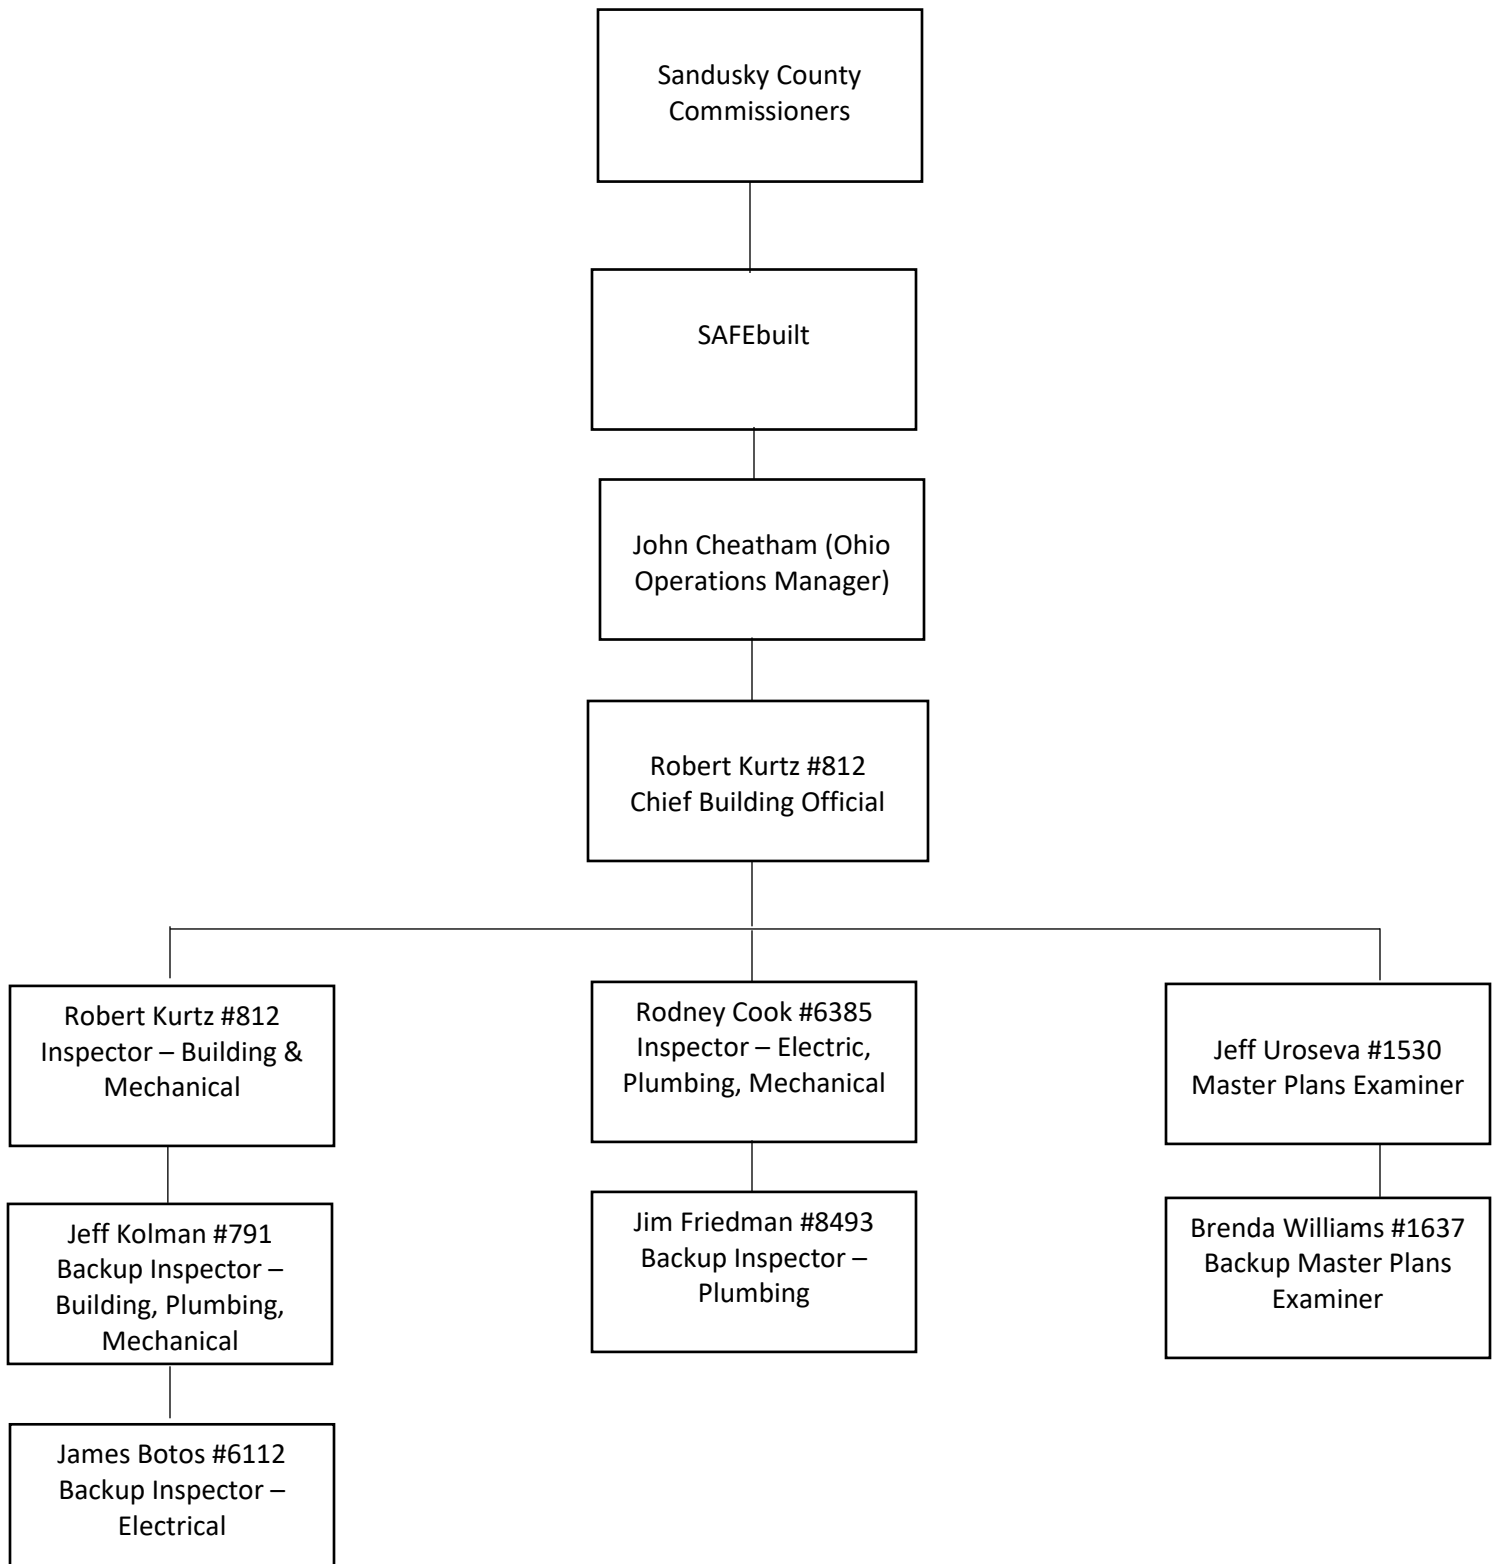 Sandusky County
Commissioners
SAFEbuilt
John Cheatham (Ohio
Operations Manager)
Robert Kurtz #812
Chief Building Official
Robert Kurtz #812
Inspector – Building &
Mechanical
Rodney Cook #6385
Inspector – Electric,
Plumbing, Mechanical
Jeff Uroseva #1530
Master Plans Examiner
Jeff Kolman #791
Backup Inspector –
Building, Plumbing,
Mechanical
Jim Friedman #8493
Backup Inspector –
Plumbing
Brenda Williams #1637
Backup Master Plans
Examiner
James Botos #6112
Backup Inspector –
Electrical